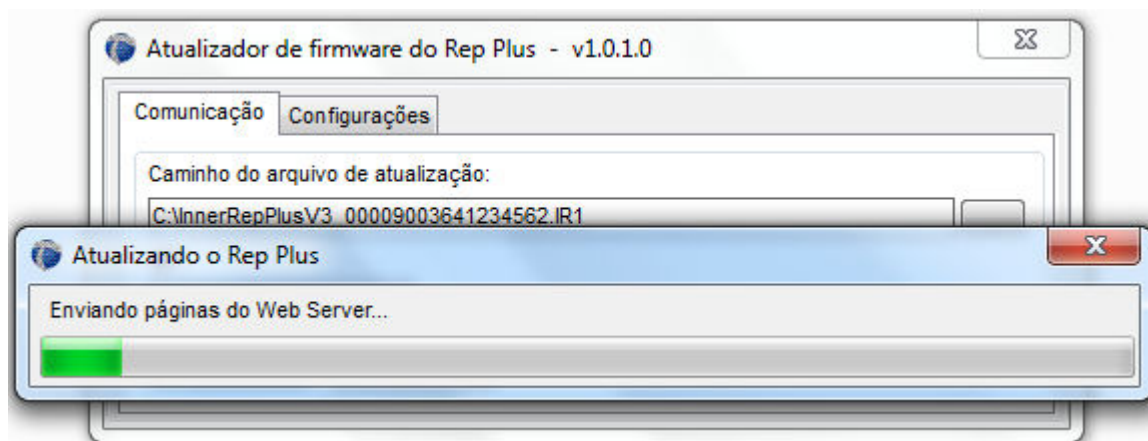 Atualizador de firmware do Rep Plus - v1.0.1.0
Comunicação Configurações
Caminho do arquivo de atualização:
C:\InnerRepPlusV3_00009003641234562.IR1
Atualizando o Rep Plus
Enviando páginas do Web Server...